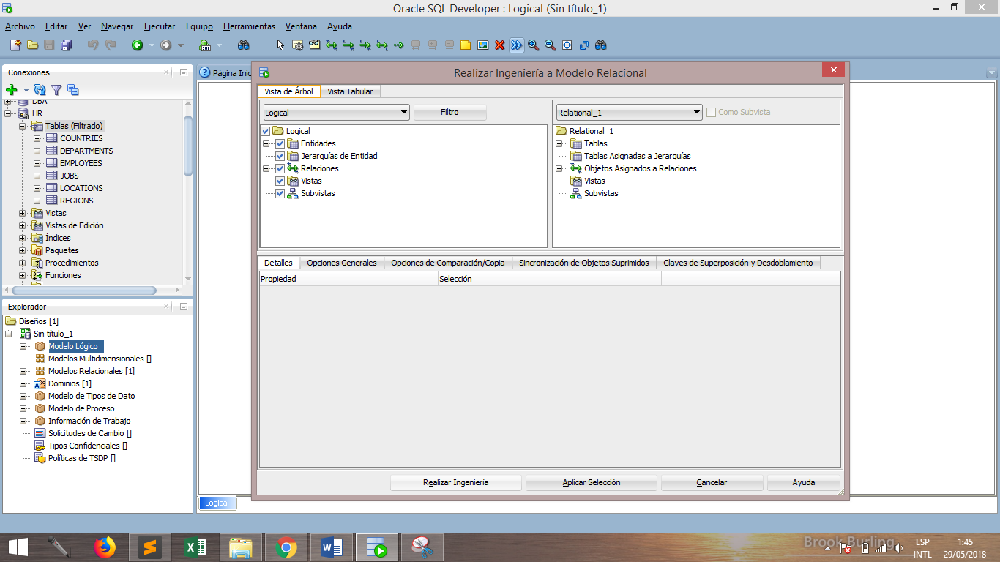 Oracle SQL Developer : Logical (Sin título_1)
Archivo Editar Ver Navegar Ejecutar Equipo Herramientas Ventana Ayuda
Conexiones
DBA
HR
Tablas (Filtrado)
COUNTRIES
DEPARTMENTS
EMPLOYEES
JOBS
LOCATIONS
REGIONS
Vistas
Vistas de Edición
Índices
Paquetes
Procedimientos
Funciones
Explorador
Diseños [1]
Sin título_1
Modelo Lógico
Modelos Multidimensionales []
Modelos Relacionales [1]
Dominios [1]
Modelo de Tipos de Dato
Modelo de Proceso
Información de Trabajo
Solicitudes de Cambio []
Tipos Confidenciales []
Políticas de TSDP []
Página Inic
Realizar Ingeniería a Modelo Relacional
Vista de Árbol Vista Tabular
Logical Filtro
Logical
Entidades
Jerarquías de Entidad
Relaciones
Vistas
Subvistas
Relational_1 Como Subvista
Relational_1
Tablas
Tablas Asignadas a Jerarquías
Objetos Asignados a Relaciones
Vistas
Subvistas
Detalles Opciones Generales Opciones de Comparación/Copia Sincronización de Objetos Suprimidos Claves de Superposición y Desdoblamiento
Propiedad Selección
Realizar Ingeniería Aplicar Selección Cancelar Ayuda
Logical
Brook Burling
ESP
INTL
1:45
29/05/2018